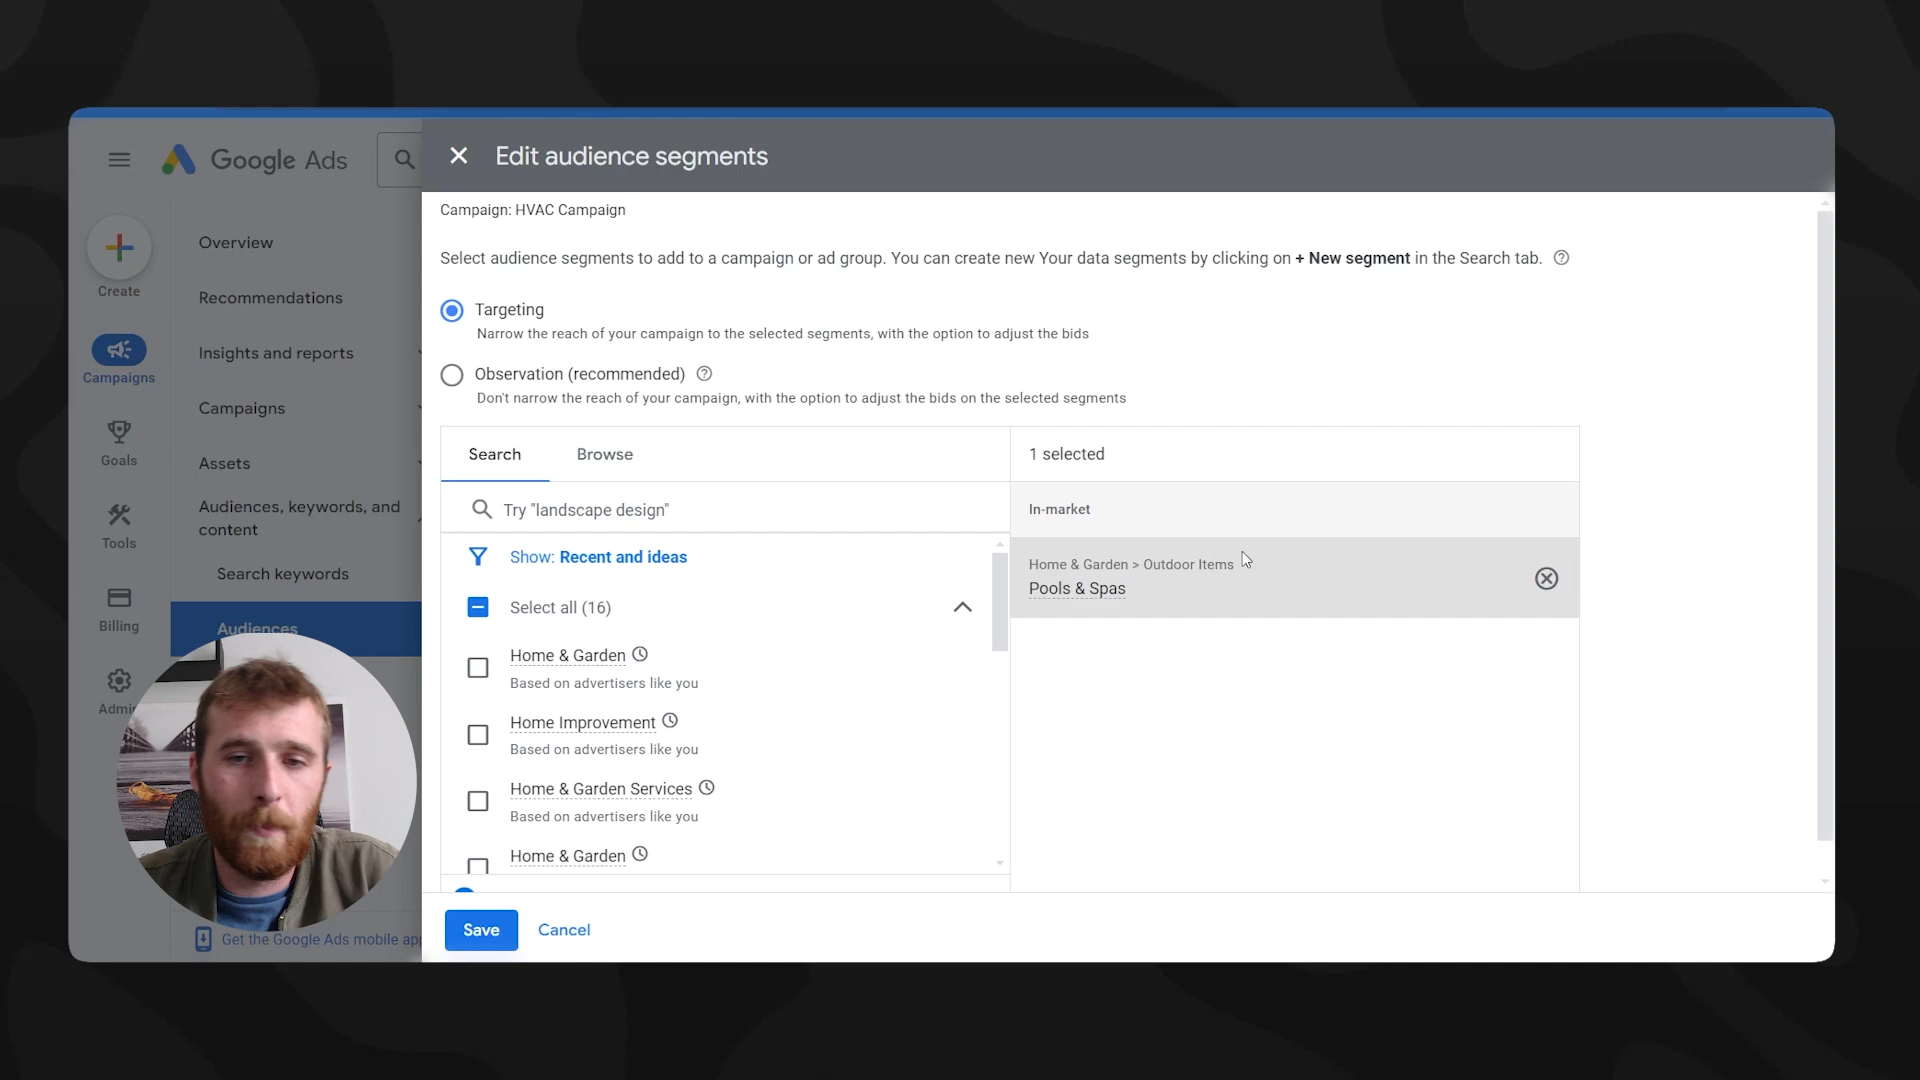 Google Ads
Edit audience segments
Create
Campaigns
Goals
Tools
Billing
Overview
Recommendations
Insights and reports
Campaigns
Assets
Audiences, keywords, and
content
Search keywords
Audiences
Get the Google Ads mobile
Campaign: HVAC Campaign
Select audience segments to add to a campaign or ad group. You can create new Your data segments by clicking on + New segment in the Search tab.
Targeting
Narrow the reach of your campaign to the selected segments, with the option to adjust the bids
Observation (recommended)
Don't narrow the reach of your campaign, with the option to adjust the bids on the selected segments
Search
Browse
Try "landscape design"
Show: Recent and ideas
Select all (16)
Home & Garden
Based on advertisers like you
Home Improvement
Based on advertisers like you
Home & Garden Services
Based on advertisers like you
Home & Garden
1 selected
In-market
Home & Garden > Outdoor Items
Pools & Spas
Save
Cancel